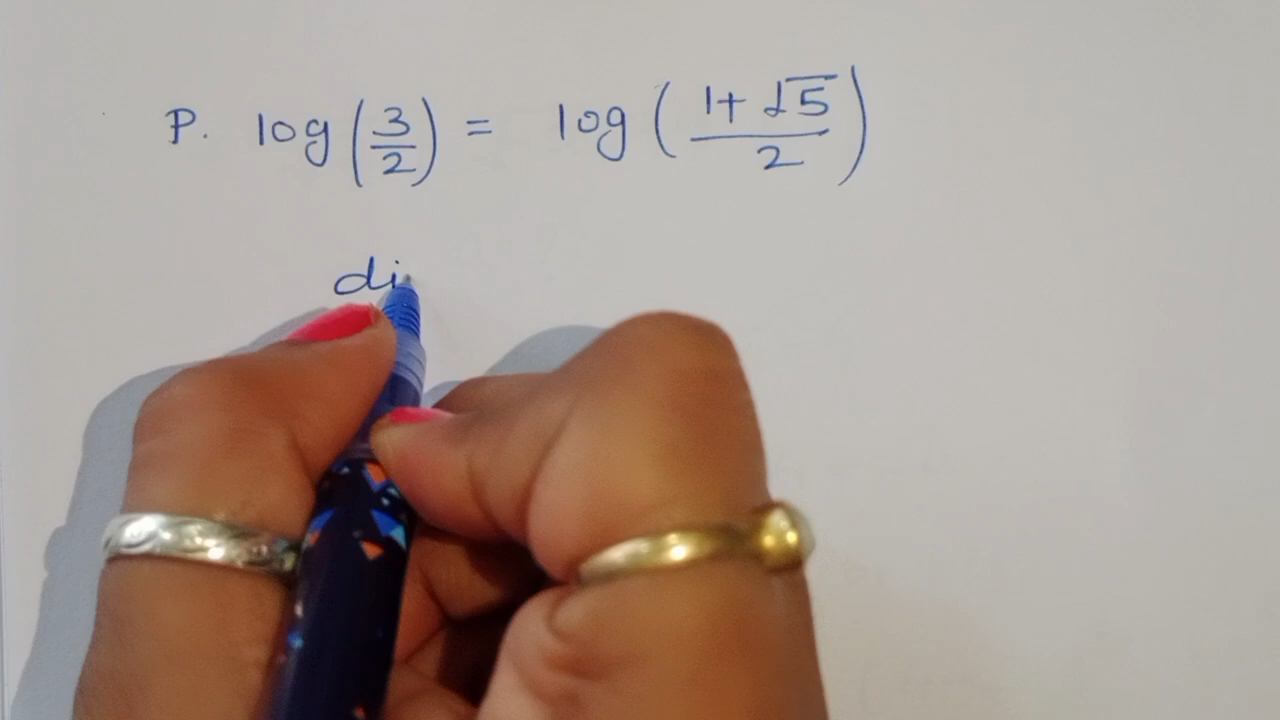 P. log(3/2) = log((1+√5)/2)
di